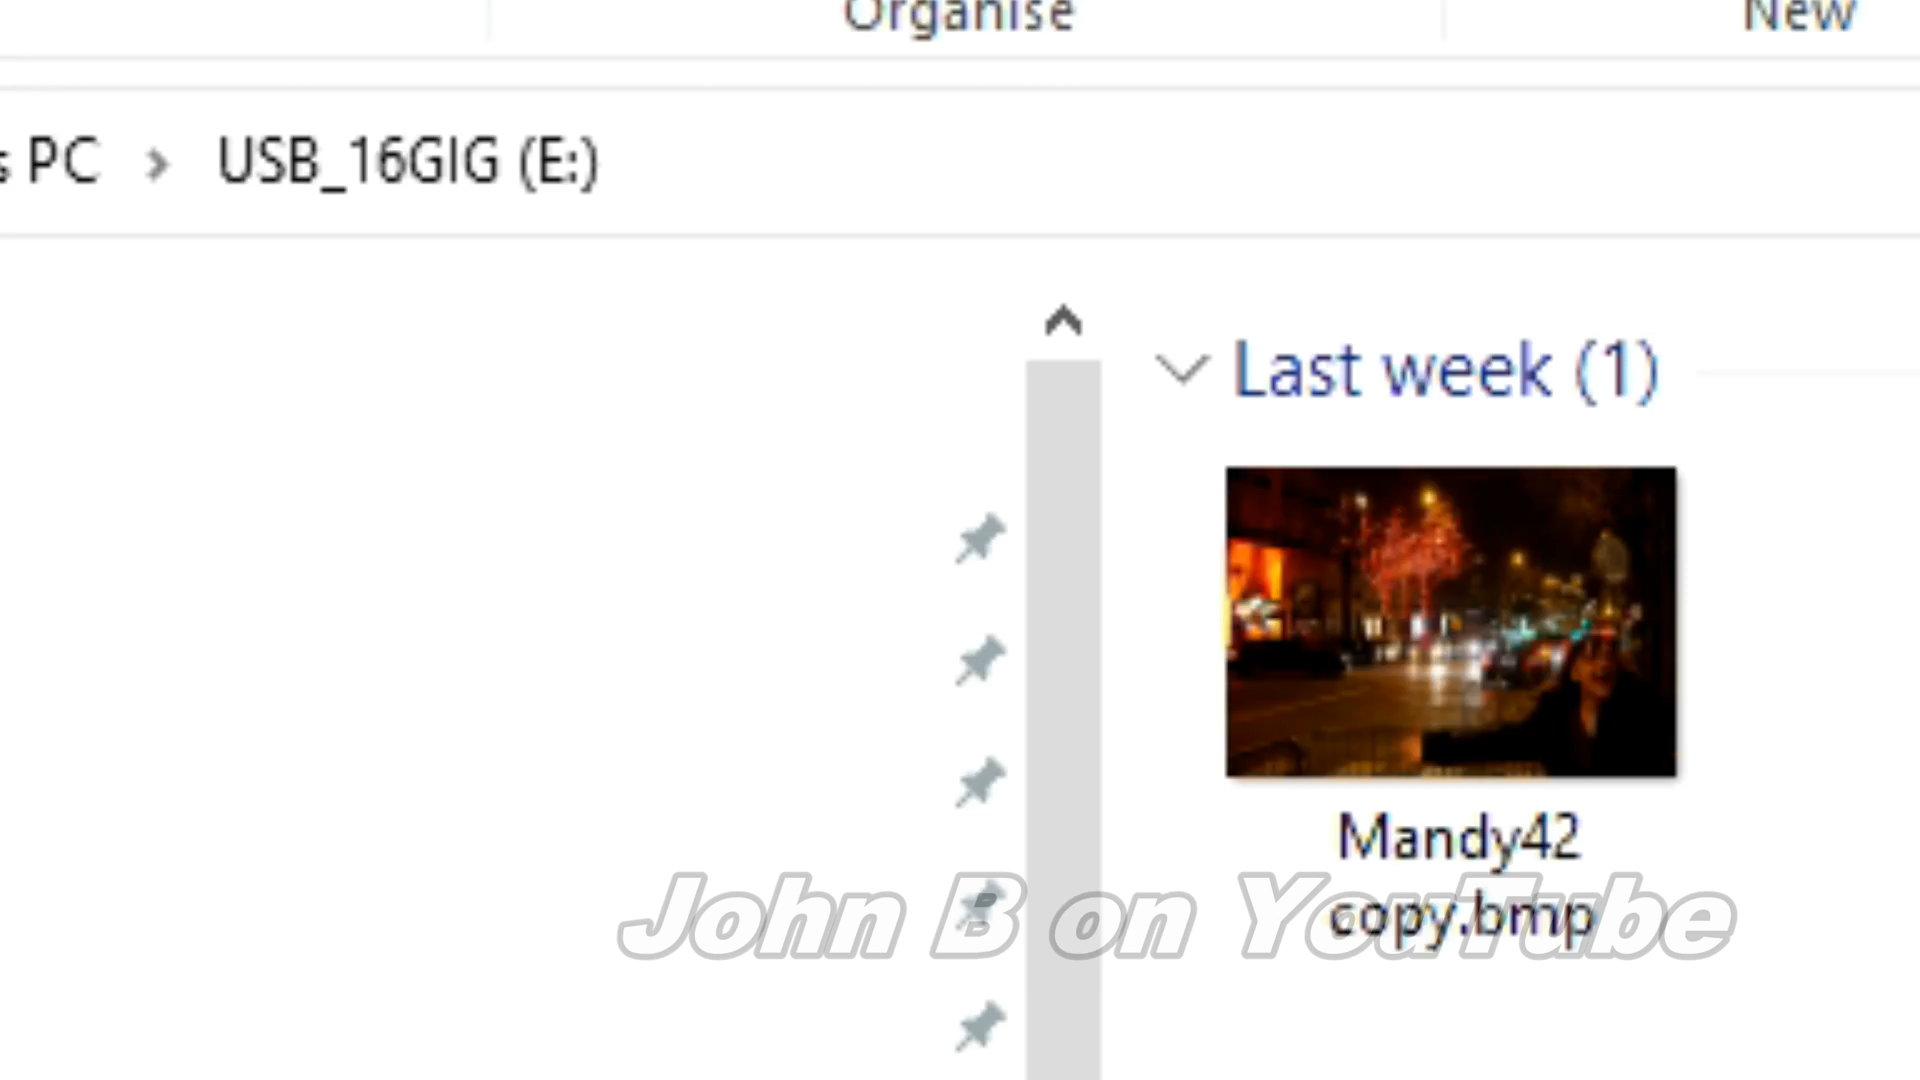 Organise
New
s PC > USB_16GIG (E:)
Last week (1)
Mandy42
copy.bmp
John B on YouTube